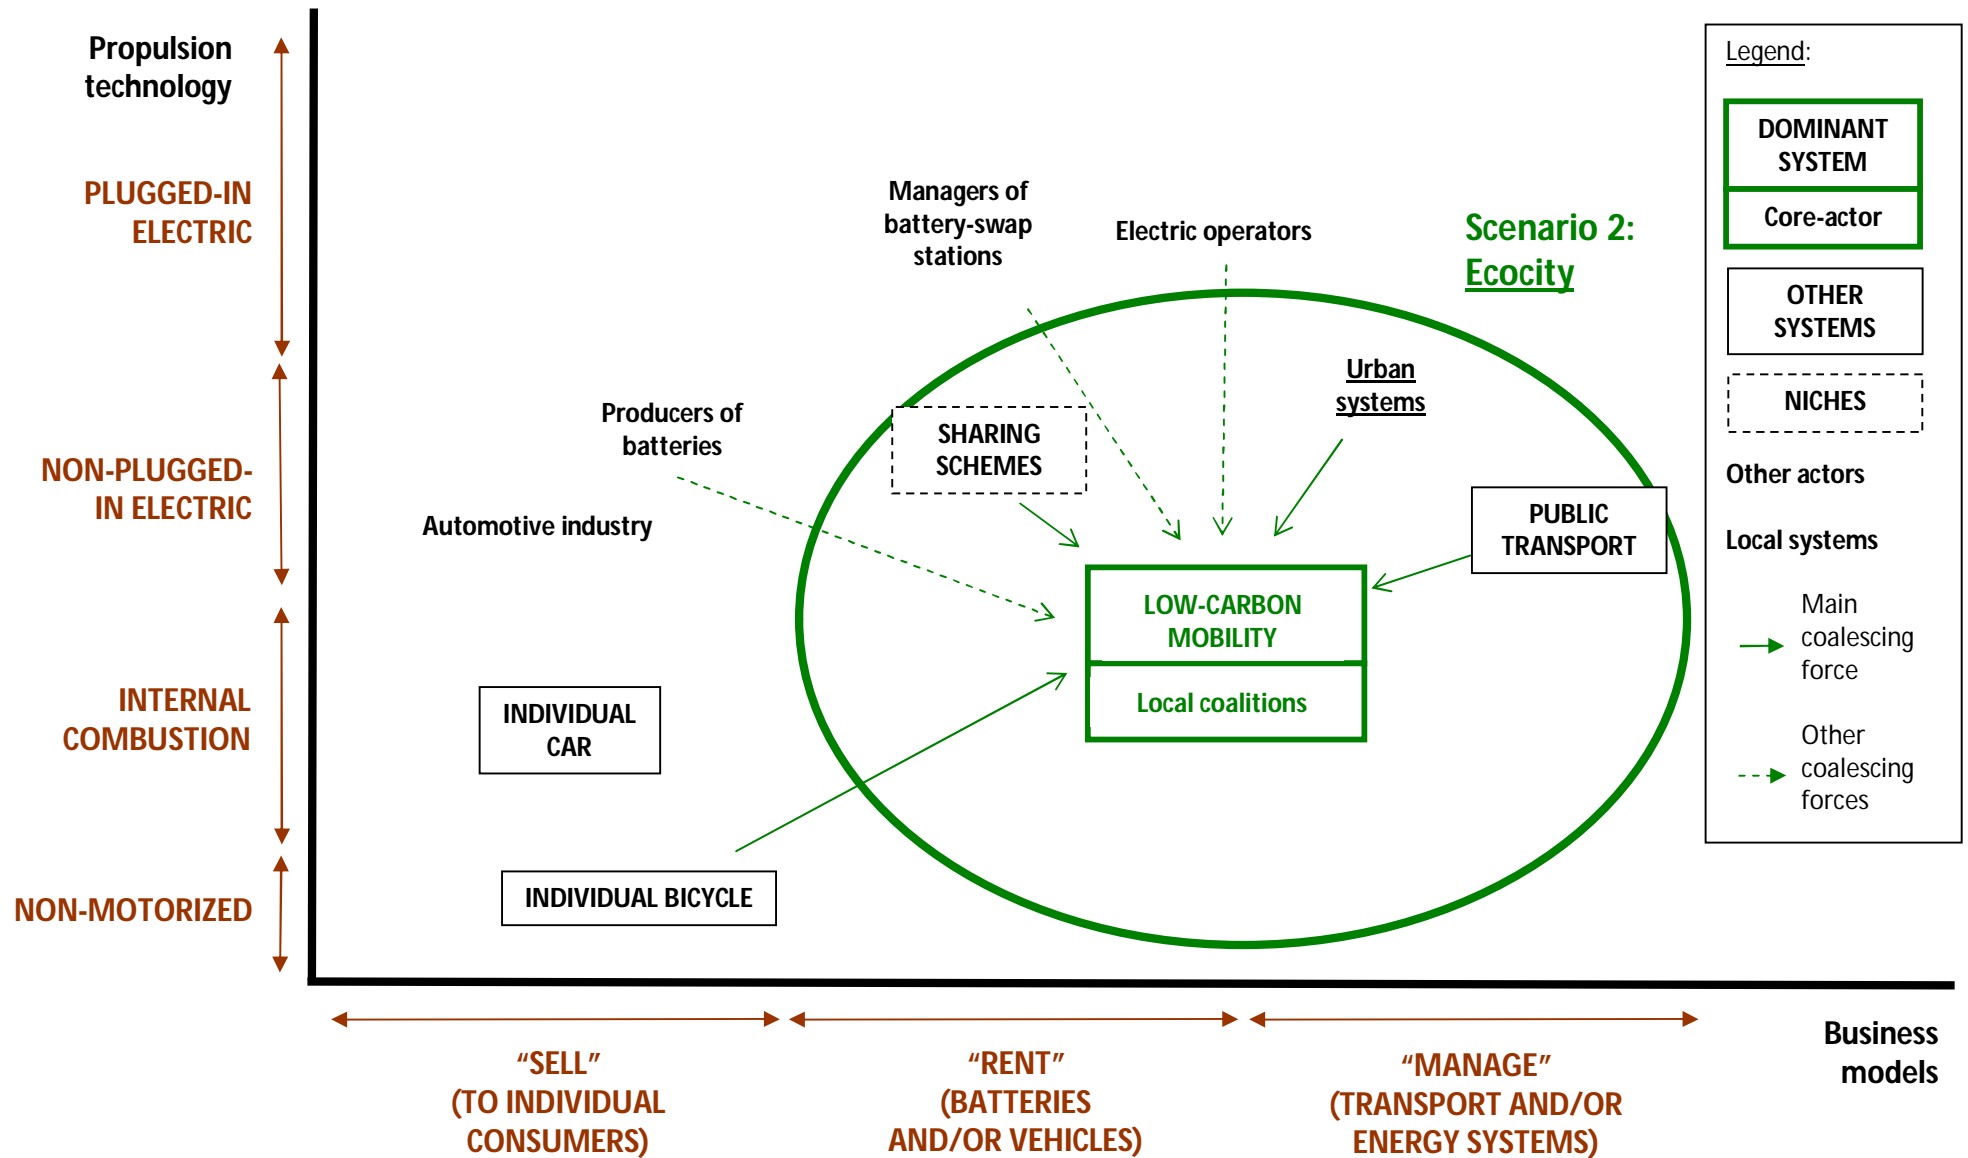 Propulsion
technology
PLUGGED-IN
ELECTRIC
NON-PLUGGED-
IN ELECTRIC
INTERNAL
COMBUSTION
NON-MOTORIZED
Managers of
battery-swap
stations
Electric operators
Scenario 2:
Ecocity
Urban
systems
Producers of
batteries
SHARING
SCHEMES
Automotive industry
PUBLIC
TRANSPORT
LOW-CARBON
MOBILITY
Local coalitions
INDIVIDUAL
CAR
INDIVIDUAL BICYCLE
Legend:
DOMINANT
SYSTEM
Core-actor
OTHER
SYSTEMS
NICHES
Other actors
Local systems
Main
coalescing
force
Other
coalescing
forces
“SELL”
(TO INDIVIDUAL
CONSUMERS)
“RENT”
(BATTERIES
AND/OR VEHICLES)
“MANAGE”
(TRANSPORT AND/OR
ENERGY SYSTEMS)
Business
models